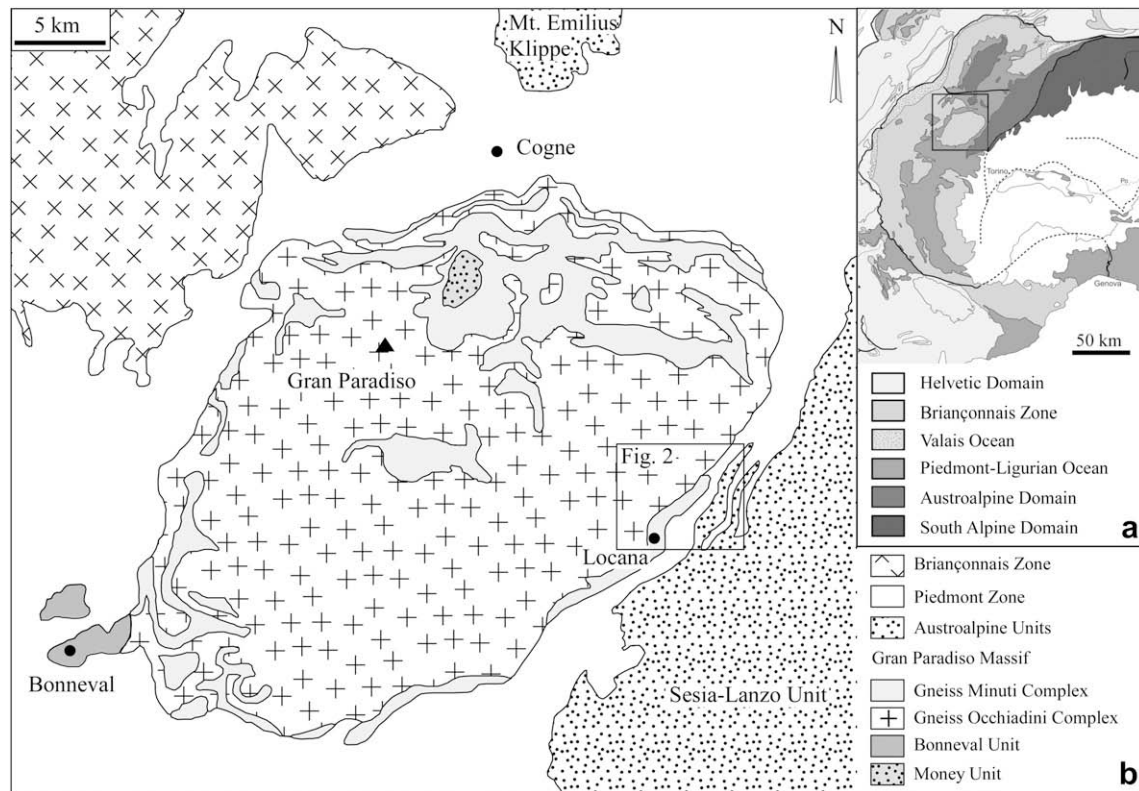 5 km
Mt. Emilius
Klippe
N
Cogne
Gran Paradiso
Fig. 2
Locana
Bonneval
Sesia-Lanzo Unit
Torino
Po
Genova
50 km
Helvetic Domain
Briançonnais Zone
Valais Ocean
Piedmont-Ligurian Ocean
Austroalpine Domain
South Alpine Domain
a
Briançonnais Zone
Piedmont Zone
Austroalpine Units
Gran Paradiso Massif
Gneiss Minuti Complex
Gneiss Occhiadini Complex
Bonneval Unit
Money Unit
b